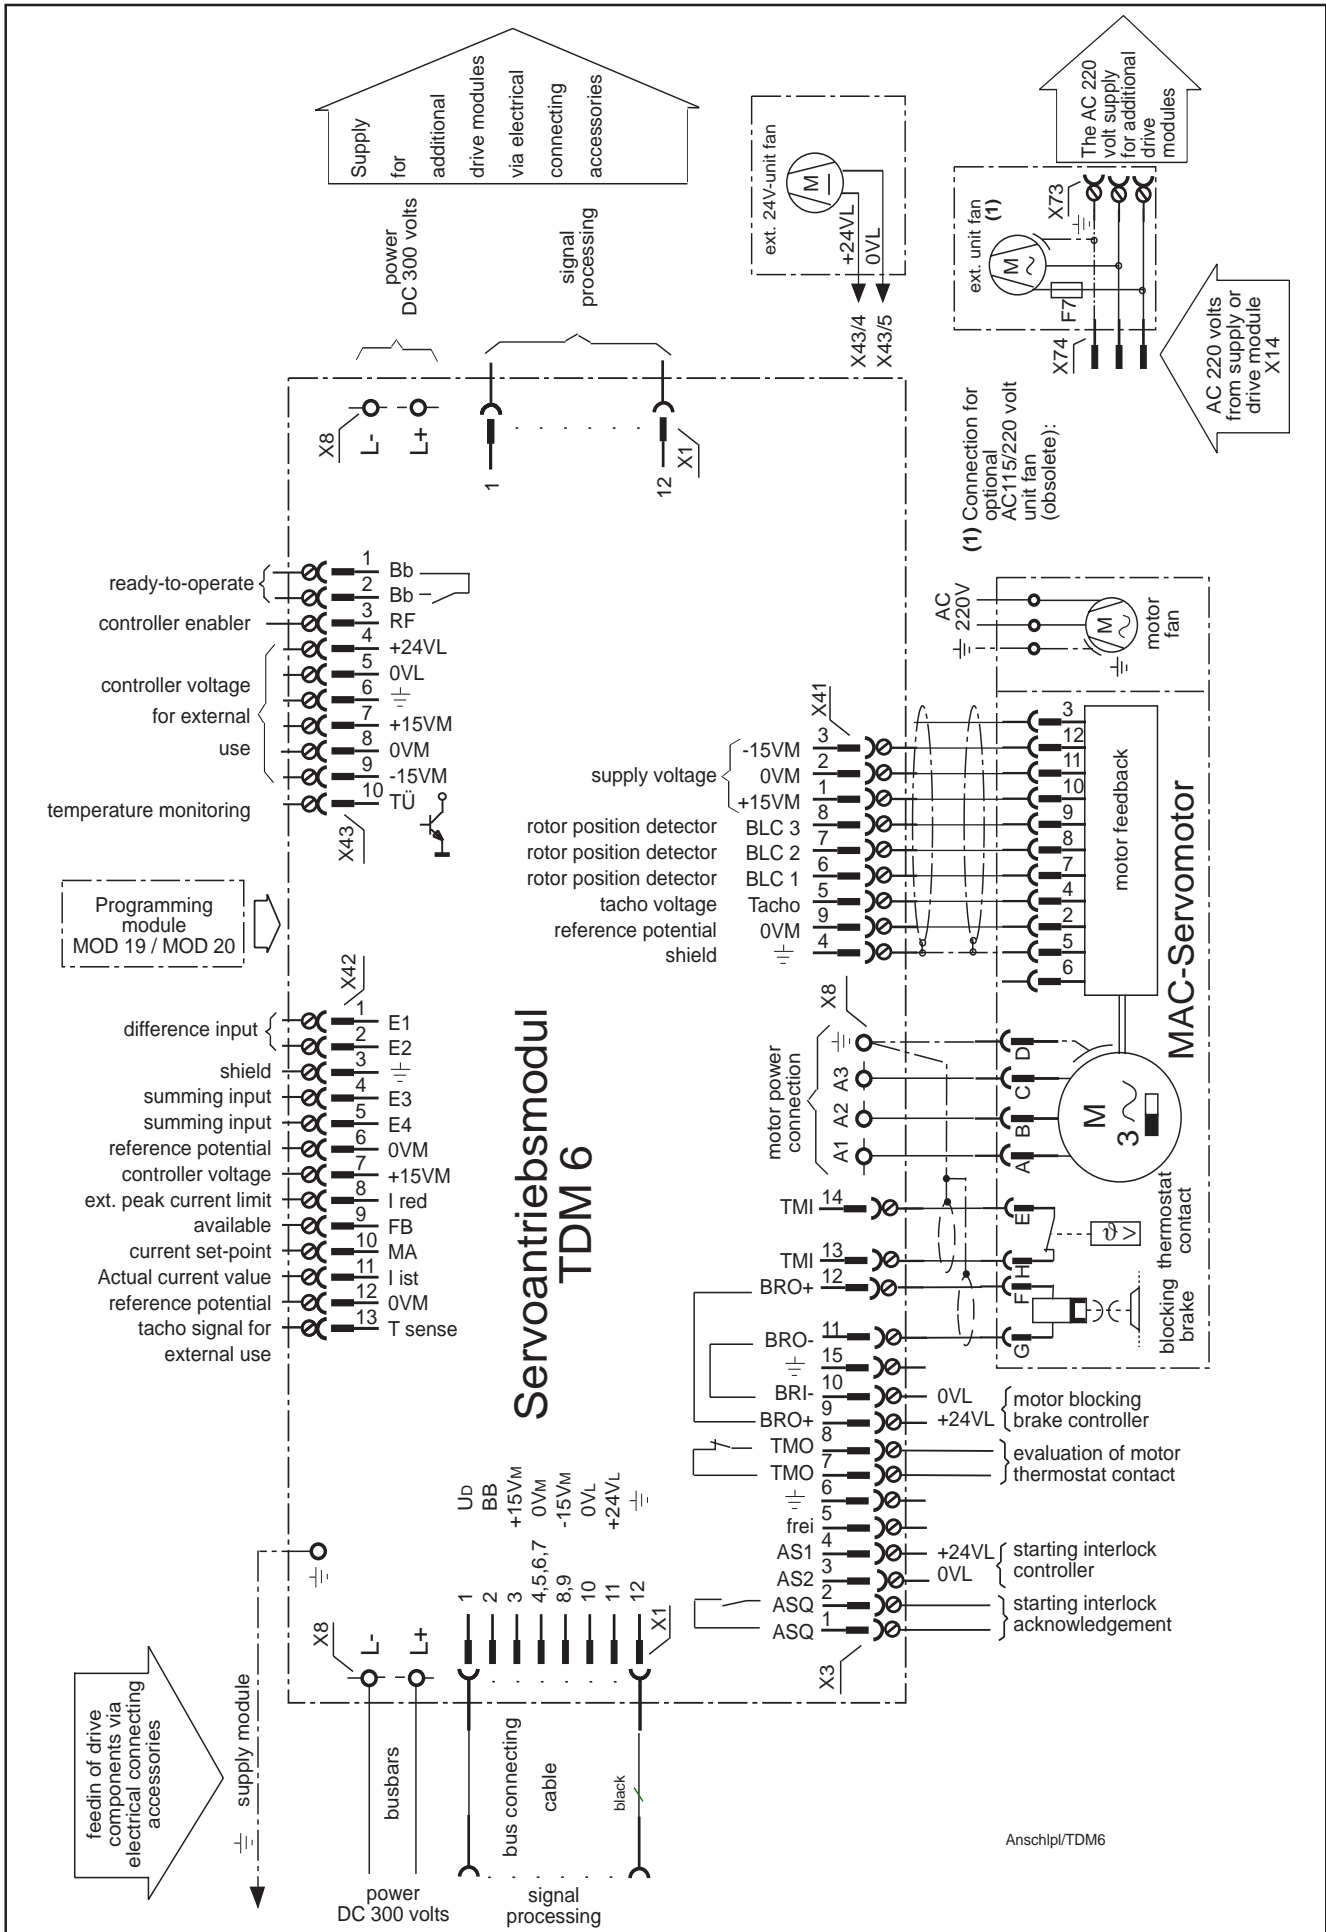 Supply
for
additional
drive modules
via electrical
connecting
accessories
power
DC 300 volts
signal
processing
ext. 24V-unit fan
M
+24VL
0VL
X43/4
X43/5
The AC 220
volt supply
for additional
drive
modules
X73
ext. unit fan
(1)
M
F7
X74
AC 220 volts
from supply or
drive module
X14
(1) Connection for
optional
AC115/220 volt
unit fan
(obsolete):
X8
L-
L+
1
12
X1
ready-to-operate
1 Bb
2 Bb
controller enabler
3 RF
controller voltage
for external
use
4 +24VL
5 0VL
6
7 +15VM
8 0VM
9 -15VM
temperature monitoring
10 TÜ
X43
Programming
module
MOD 19 / MOD 20
X42
difference input
1 E1
2 E2
shield 3
summing input 4 E3
summing input 5 E4
reference potential 6 0VM
controller voltage 7 +15VM
ext. peak current limit 8 I red
available 9 FB
current set-point 10 MA
Actual current value 11 I ist
reference potential 12 0VM
tacho signal for 13 T sense
external use
Servoantriebsmodul
TDM 6
AC
220V
M
motor
fan
X41
supply voltage
-15VM 3
0VM 2
+15VM 1
rotor position detector BLC 3 8
rotor position detector BLC 2 7
rotor position detector BLC 1 6
tacho voltage Tacho 5
reference potential 0VM 9
shield 4
3
12
11
10
9
8
7
4
2
5
6
motor feedback
MAC-Servomotor
X8
motor power
connection
A3
A2
A1
D
C
B
A
M
3
TMI 14
E
TMI 13
H
BRO+ 12
F
BRO- 11
G
thermostat
contact
ϑ >
blocking
brake
15
BRI- 10 0VL
BRO+ 9 +24VL
motor blocking
brake controller
TMO 8
TMO 7
evaluation of motor
thermostat contact
6
frei 5
AS1 4 +24VL
AS2 3 0VL
starting interlock
controller
ASQ 2
ASQ 1
starting interlock
acknowledgement
X3
UD
BB
+15VM
0VM
-15VM
0VL
+24VL
1
2
3
4,5,6,7
8,9
10
11
12
X1
X8
L-
L+
feedin of drive
components via
electrical connecting
accessories
supply module
busbars
bus connecting
cable
black
power
DC 300 volts
signal
processing
Anschlpl/TDM6